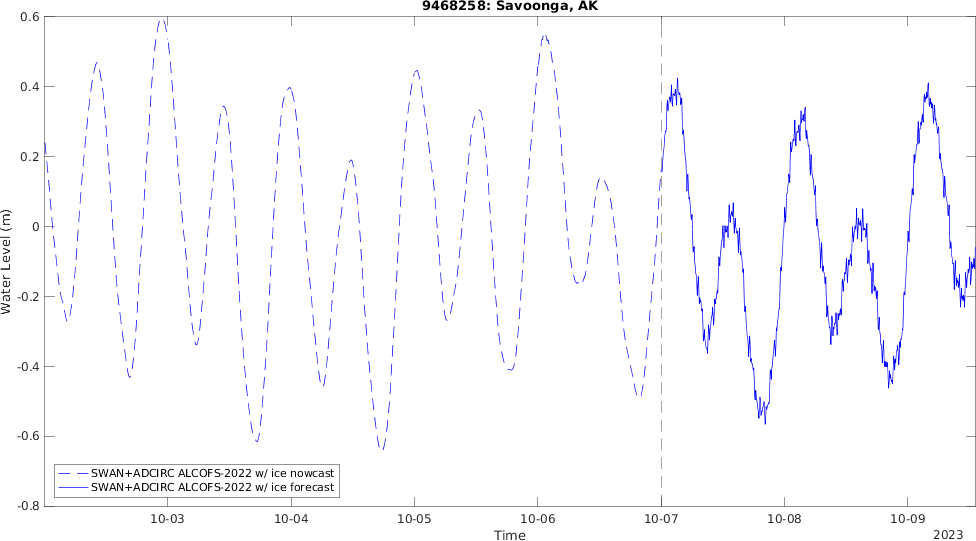 9468258: Savoonga, AK
0.6
0.4
0.2
0
-0.2
-0.4
-0.6
-0.8
Water Level (m)
SWAN+ADCIRC ALCOFS-2022 w/ ice nowcast
SWAN+ADCIRC ALCOFS-2022 w/ ice forecast
10-03 10-04 10-05 10-06 10-07 10-08 10-09
Time
2023